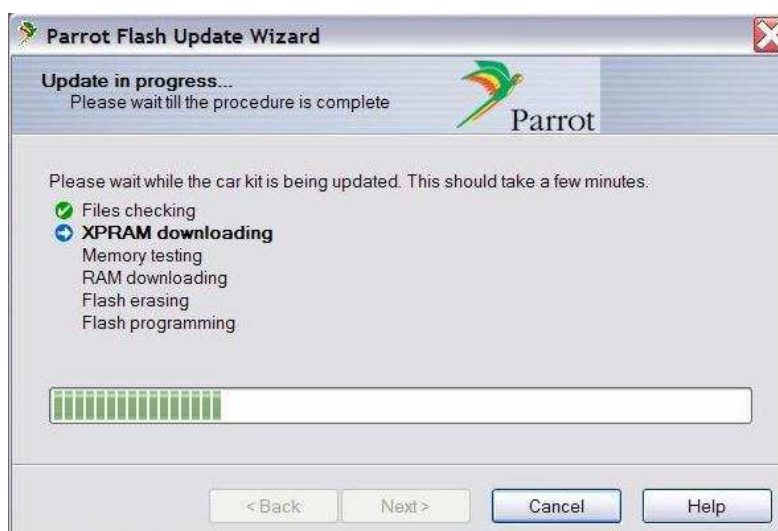 Parrot Flash Update Wizard
Update in progress...
Please wait till the procedure is complete
Parrot
Please wait while the car kit is being updated. This should take a few minutes.
Files checking
XPRAM downloading
Memory testing
RAM downloading
Flash erasing
Flash programming
< Back
Next >
Cancel
Help